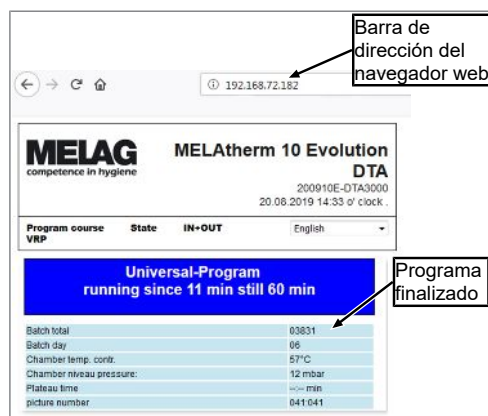 Barra de
dirección del
navegador web
192.168.72.182
MELAG
competence in hygiene
MELAtherm 10 Evolution
DTA
200910E-DTA3000
20.08.2019 14:33 o' clock .
Program course State IN+OUT English
VRP
Univer­sal-Program
running since 11 min still 60 min
Programa
finalizado
Batch total 03831
Batch day 06
Chamber temp. contr. 57°C
Chamber niveau pressure: 12 mbar
Plateau time --:-- min
picture number 041:041